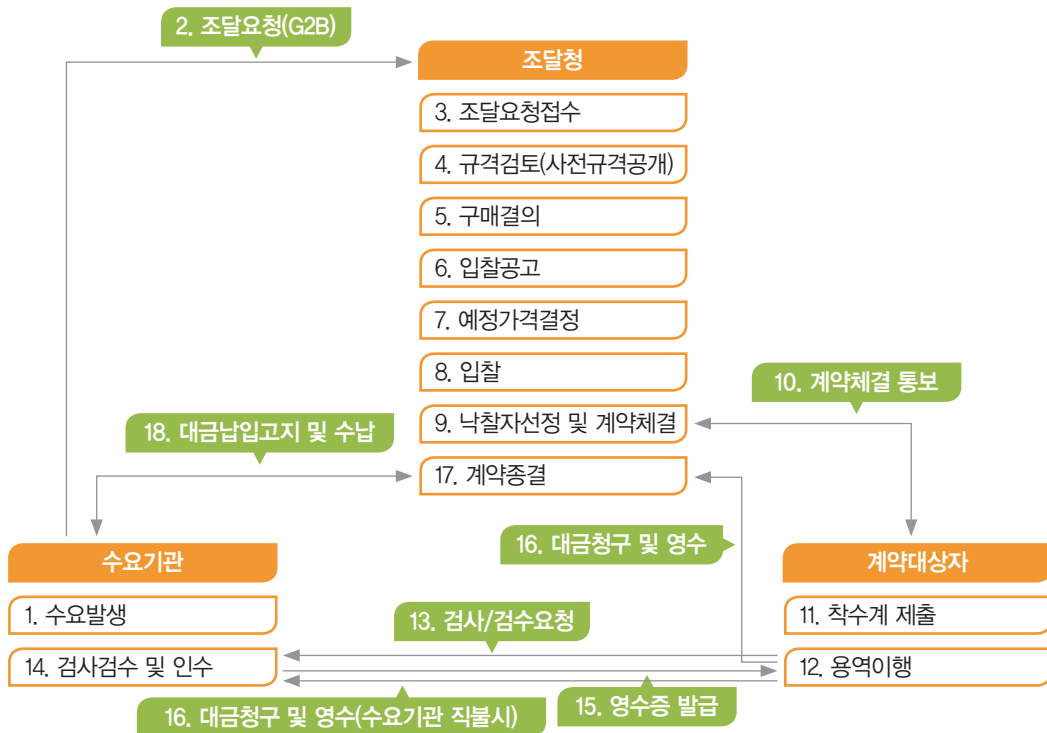 2. 조달요청(G2B)
조달청
3. 조달요청접수
4. 규격검토(사전규격공개)
5. 구매결의
6. 입찰공고
7. 예정가격결정
8. 입찰
10. 계약체결 통보
9. 낙찰자선정 및 계약체결
18. 대금납입고지 및 수납
17. 계약종결
16. 대금청구 및 영수
수요기관
계약대상자
1. 수요발생
13. 검사/검수요청
11. 착수계 제출
14. 검사검수 및 인수
12. 용역이행
16. 대금청구 및 영수(수요기관 직불시)
15. 영수증 발급